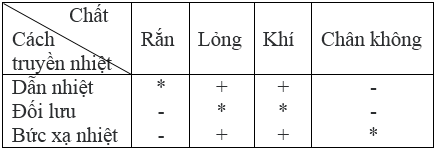 Chất
Cách truyền nhiệt Rắn Lỏng Khí Chân không
Dẫn nhiệt * + + -
Đối lưu - * * -
Bức xạ nhiệt - + + *